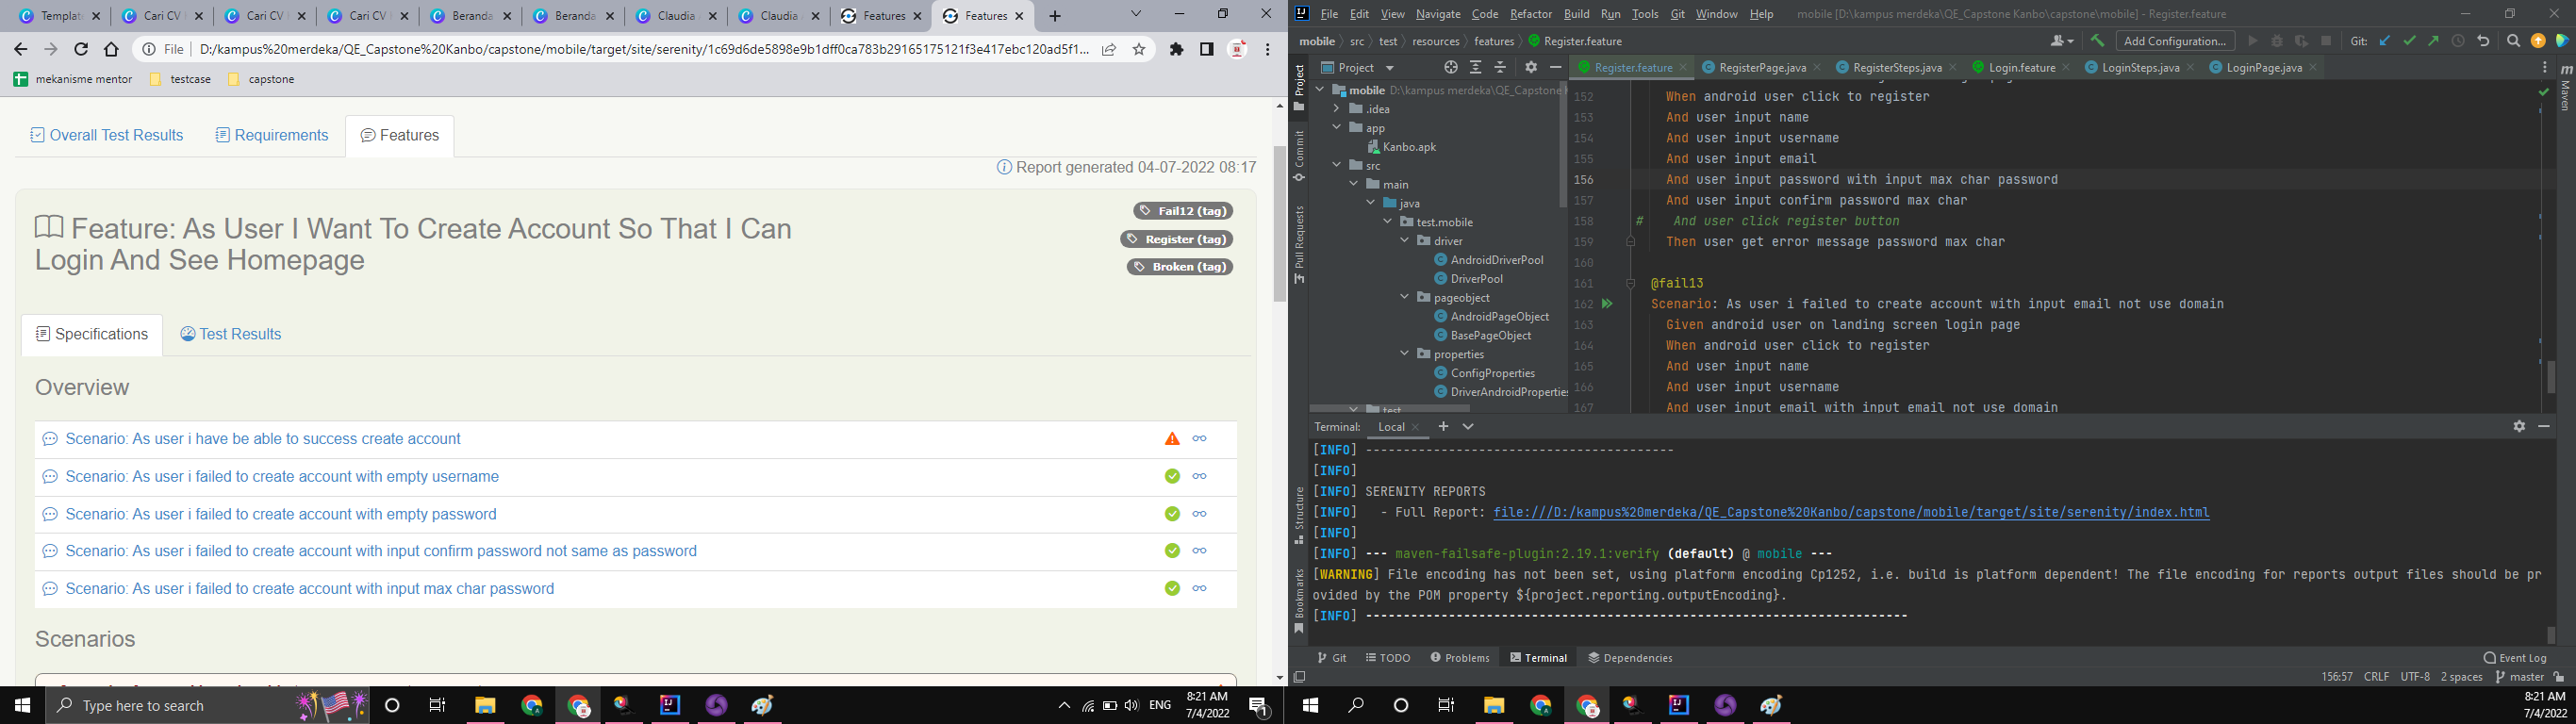 Templat
Cari CV
Cari CV
Cari CV
Beranda
Beranda
Claudia
Claudia
Features
Features
File
D:/kampus%20merdeka/QE_Capstone%20Kanbo/capstone/mobile/target/site/serenity/1c69d6de5898e9b1dff0ca783b29165175121f3e417ebc120ad5f1...
mekanisme mentor
testcase
capstone
Overall Test Results
Requirements
Features
Report generated 04-07-2022 08:17
Feature: As User I Want To Create Account So That I Can
Login And See Homepage
Fail12 (tag)
Register (tag)
Broken (tag)
Specifications
Test Results
Overview
Scenario: As user i have be able to success create account
Scenario: As user i failed to create account with empty username
Scenario: As user i failed to create account with empty password
Scenario: As user i failed to create account with input confirm password not same as password
Scenario: As user i failed to create account with input max char password
Scenarios
Type here to search
ENG
8:21 AM
7/4/2022
1
File Edit View Navigate Code Refactor Build Run Tools Git Window Help
mobile [D:\kampus merdeka\QE_Capstone Kanbo\capstone\mobile] - Register.feature
mobile src test resources features Register.feature
Add Configuration...
Git:
Project
Register.feature
RegisterPage.java
RegisterSteps.java
Login.feature
LoginSteps.java
LoginPage.java
Project
Commit
Pull Requests
Structure
Bookmarks
Maven
mobile D:\kampus merdeka\QE_Capstone
.idea
app
Kanbo.apk
src
main
java
test.mobile
driver
AndroidDriverPool
DriverPool
pageobject
AndroidPageObject
BasePageObject
properties
ConfigProperties
DriverAndroidProperties
test
152 When android user click to register
153 And user input name
154 And user input username
155 And user input email
156 And user input password with input max char password
157 And user input confirm password max char
158 # And user click register button
159 Then user get error message password max char
160
161 @fail13
162 Scenario: As user i failed to create account with input email not use domain
163 Given android user on landing screen login page
164 When android user click to register
165 And user input name
166 And user input username
167 And user input email with input email not use domain
Terminal: Local
[INFO] ----------------------------------------
[INFO]
[INFO] SERENITY REPORTS
[INFO] - Full Report: file:///D:/kampus%20merdeka/QE_Capstone%20Kanbo/capstone/mobile/target/site/serenity/index.html
[INFO]
[INFO] --- maven-failsafe-plugin:2.19.1:verify (default) @ mobile ---
[WARNING] File encoding has not been set, using platform encoding Cp1252, i.e. build is platform dependent! The file encoding for reports output files should be pr
ovided by the POM property ${project.reporting.outputEncoding}.
[INFO] ------------------------------------------------------------------------
Git TODO Problems Terminal Dependencies
Event Log
156:57 CRLF UTF-8 2 spaces master
8:21 AM
7/4/2022